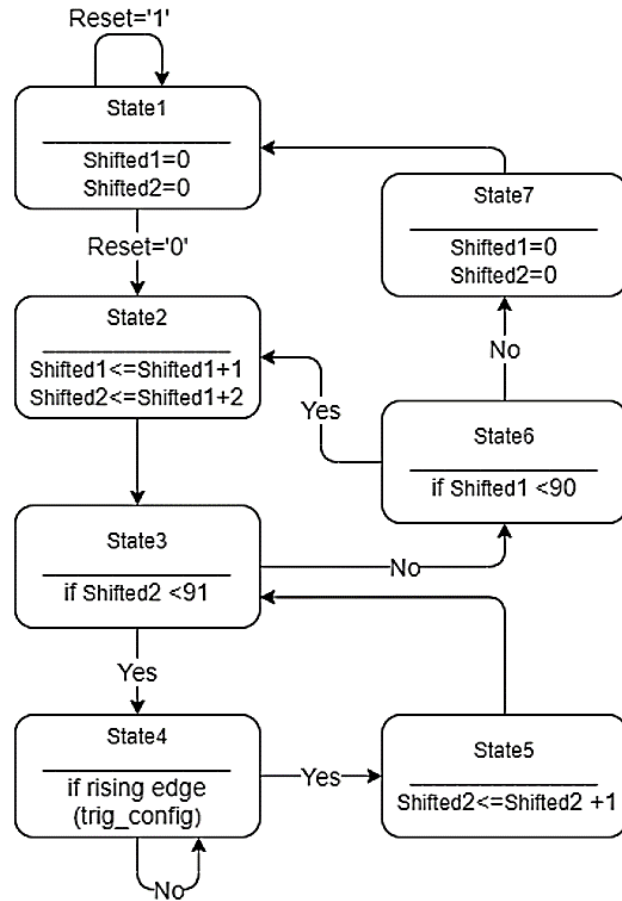 Reset='1'
State1
Shifted1=0
Shifted2=0
Reset='0'
State2
Shifted1<=Shifted1+1
Shifted2<=Shifted1+2
State3
if Shifted2 <91
Yes
State4
if rising edge
(trig_config)
No
Yes
State5
Shifted2<=Shifted2 +1
No
State6
if Shifted1 <90
Yes
No
State7
Shifted1=0
Shifted2=0